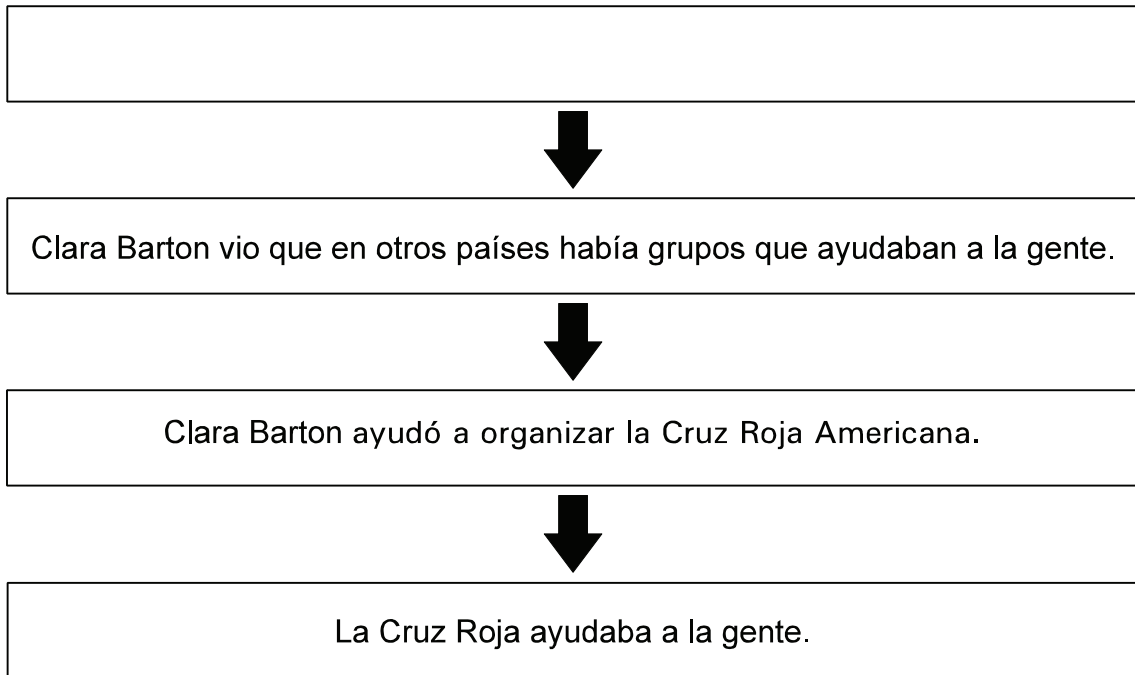 Clara Barton vio que en otros países había grupos que ayudaban a la gente.
Clara Barton ayudó a organizar la Cruz Roja Americana.
La Cruz Roja ayudaba a la gente.